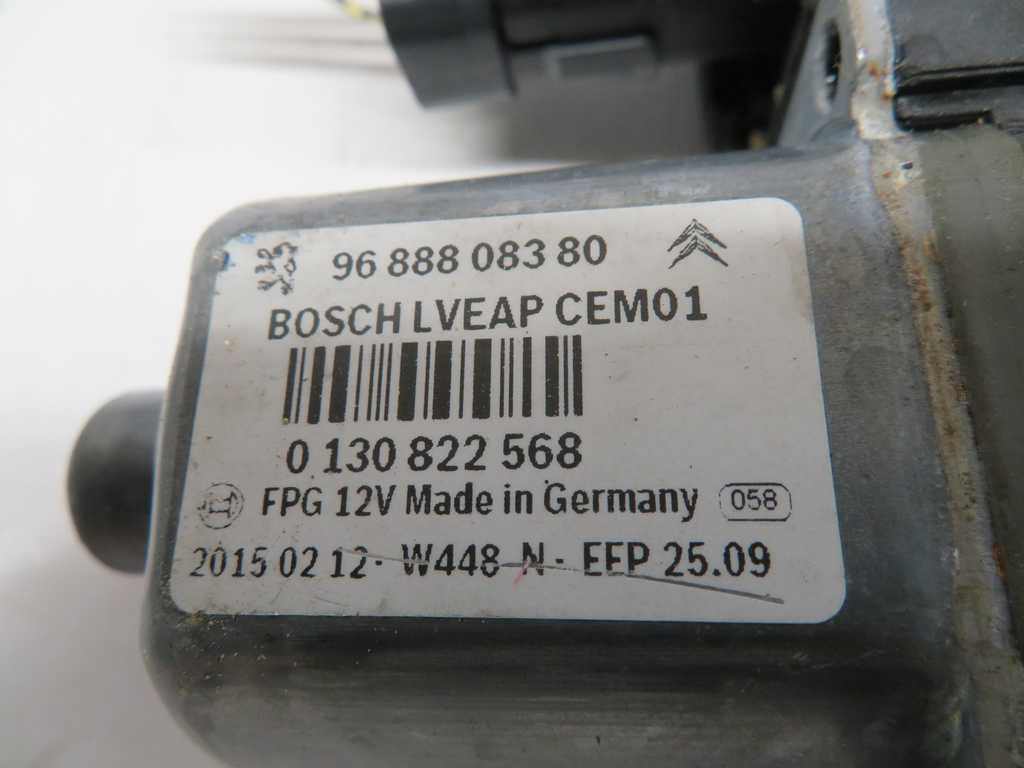 96 888 083 80
BOSCH LVEAP CEM01
0 130 822 568
FPG 12V Made in Germany 058
2015 02 12 · W448 N · EEP 25.09